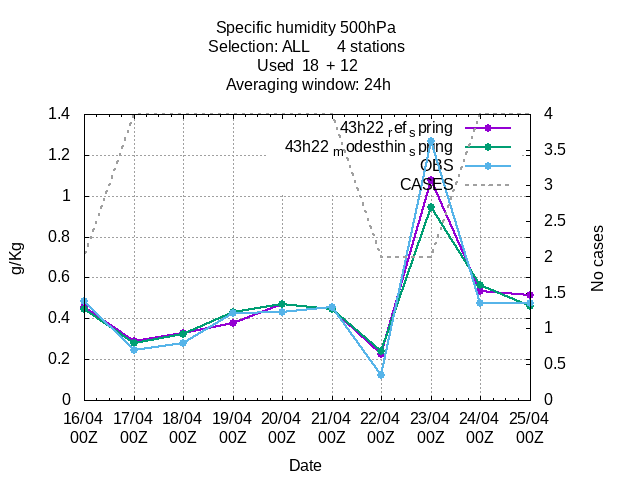 Specific humidity 500hPa
Selection: ALL 4 stations
Used 18 + 12
Averaging window: 24h
43h22 refspring
43h22 modesthinspring
OBS
CASES
1.4
1.2
1
0.8
0.6
0.4
0.2
0
g/Kg
4
3.5
3
2.5
2
1.5
1
0.5
0
No cases
16/04 17/04 18/04 19/04 20/04 21/04 22/04 23/04 24/04 25/04
00Z 00Z 00Z 00Z 00Z 00Z 00Z 00Z 00Z 00Z
Date